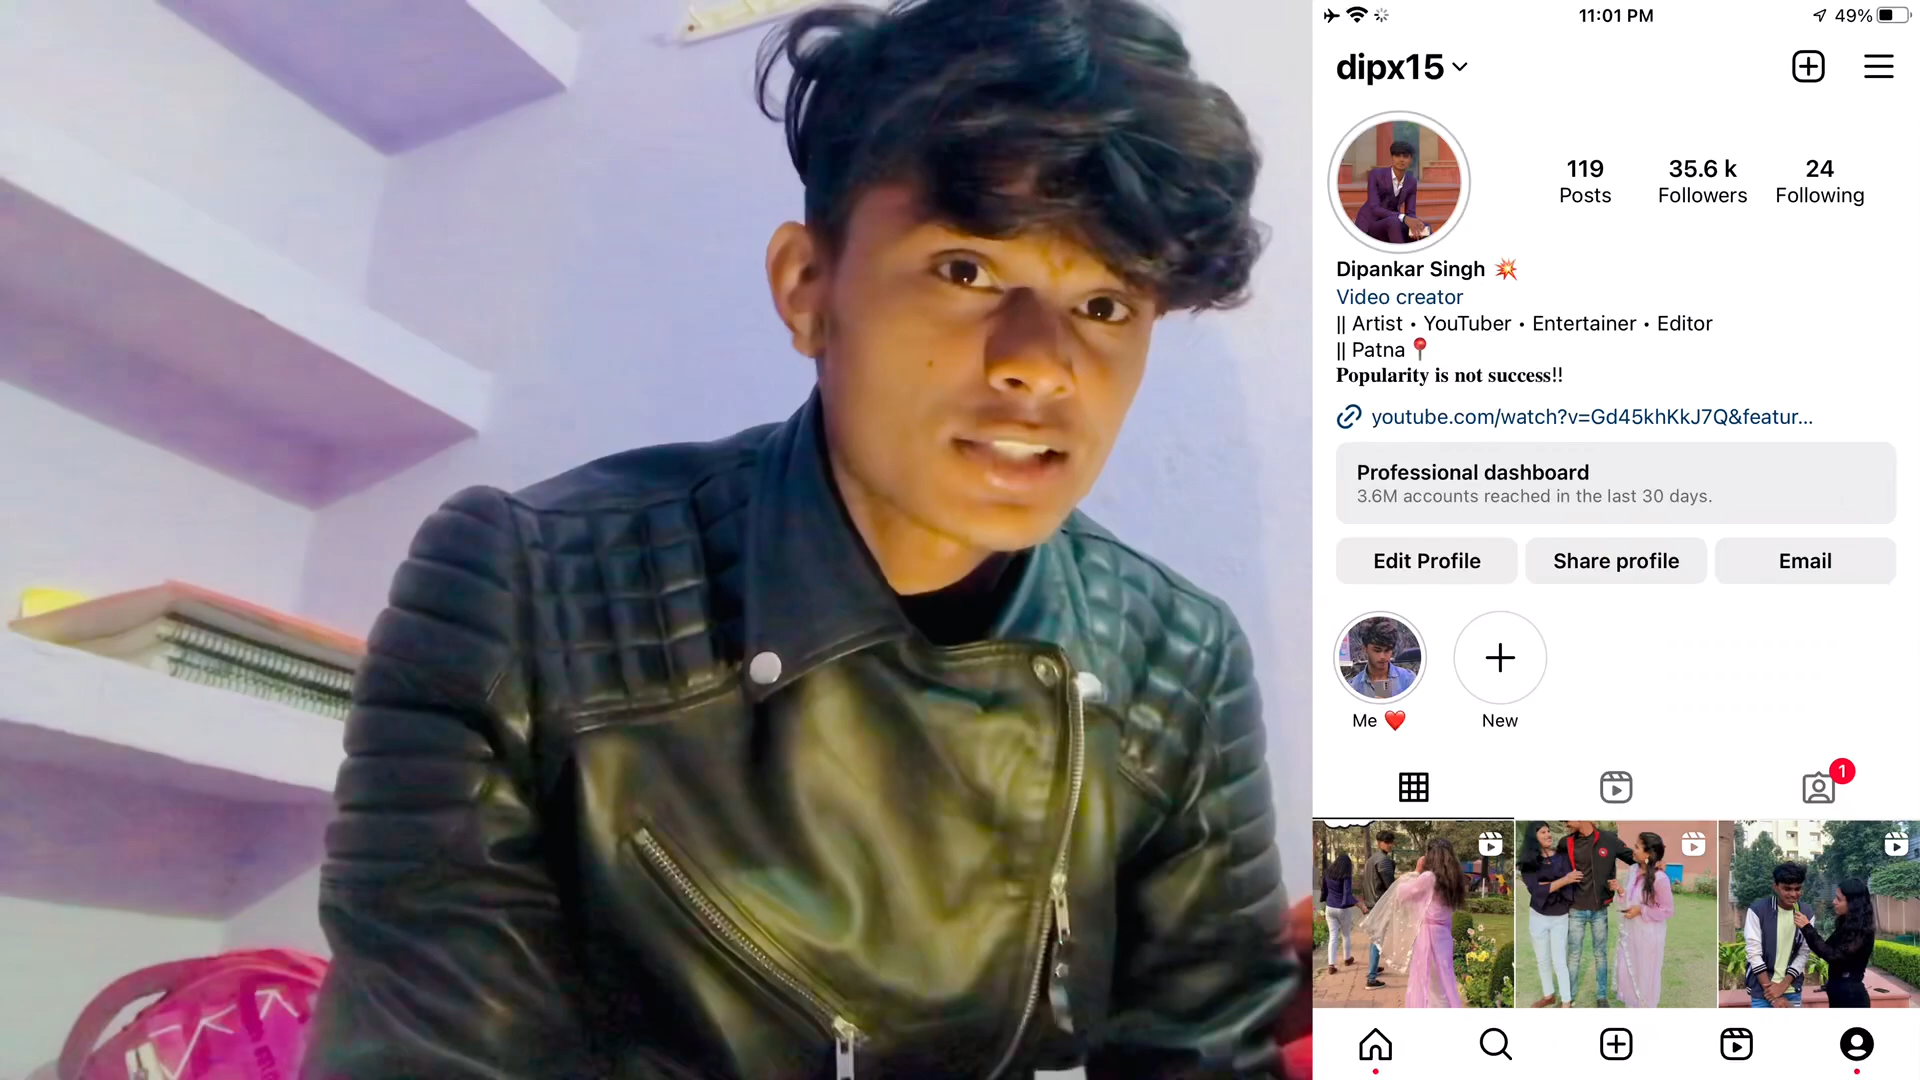 11:01 PM
49%
dipx15
119
35.6 k
24
Posts
Followers
Following
Dipankar Singh 💥
Video creator
|| Artist • YouTuber • Entertainer • Editor
|| Patna📍
Popularity is not success!!
youtube.com/watch?v=Gd45khKkJ7Q&featur...
Professional dashboard
3.6M accounts reached in the last 30 days.
Edit Profile
Share profile
Email
Me ❤️
New
1